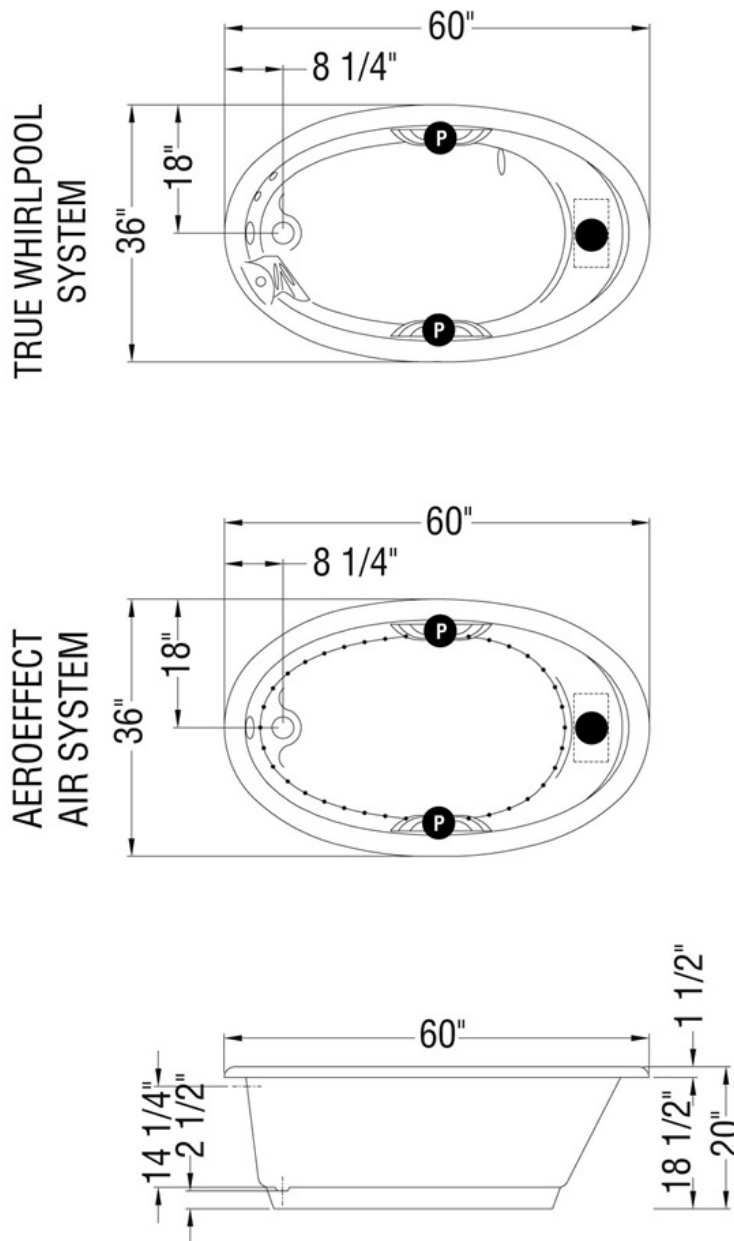 60"
8 1/4"
TRUE WHIRLPOOL
SYSTEM
36"
18"
P
P
60"
8 1/4"
AEROEFFECT
AIR SYSTEM
36"
18"
P
P
60"
1 1/2"
14 1/4"
2 1/2"
18 1/2"
20"